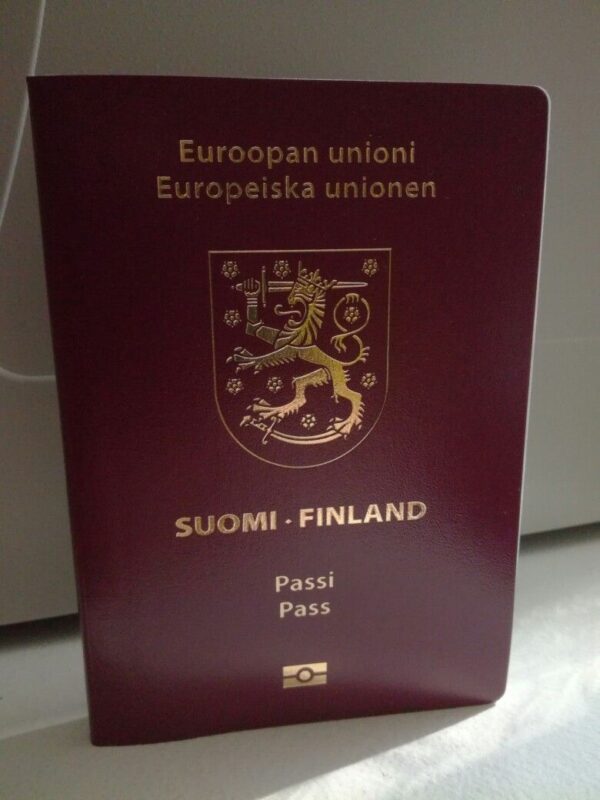 Euroopan unioni
Europeiska unionen
SUOMI · FINLAND
Passi
Pass